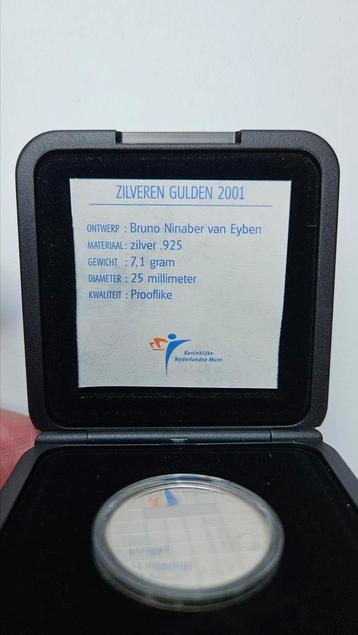 ZILVEREN GULDEN 2001
ONTWERP : Bruno Ninaber van Eyben
MATERIAAL : zilver .925
GEWICHT : 7,1 gram
DIAMETER : 25 millimeter
KWALITEIT : Prooflike
Koninklijke
Nederlandse Munt